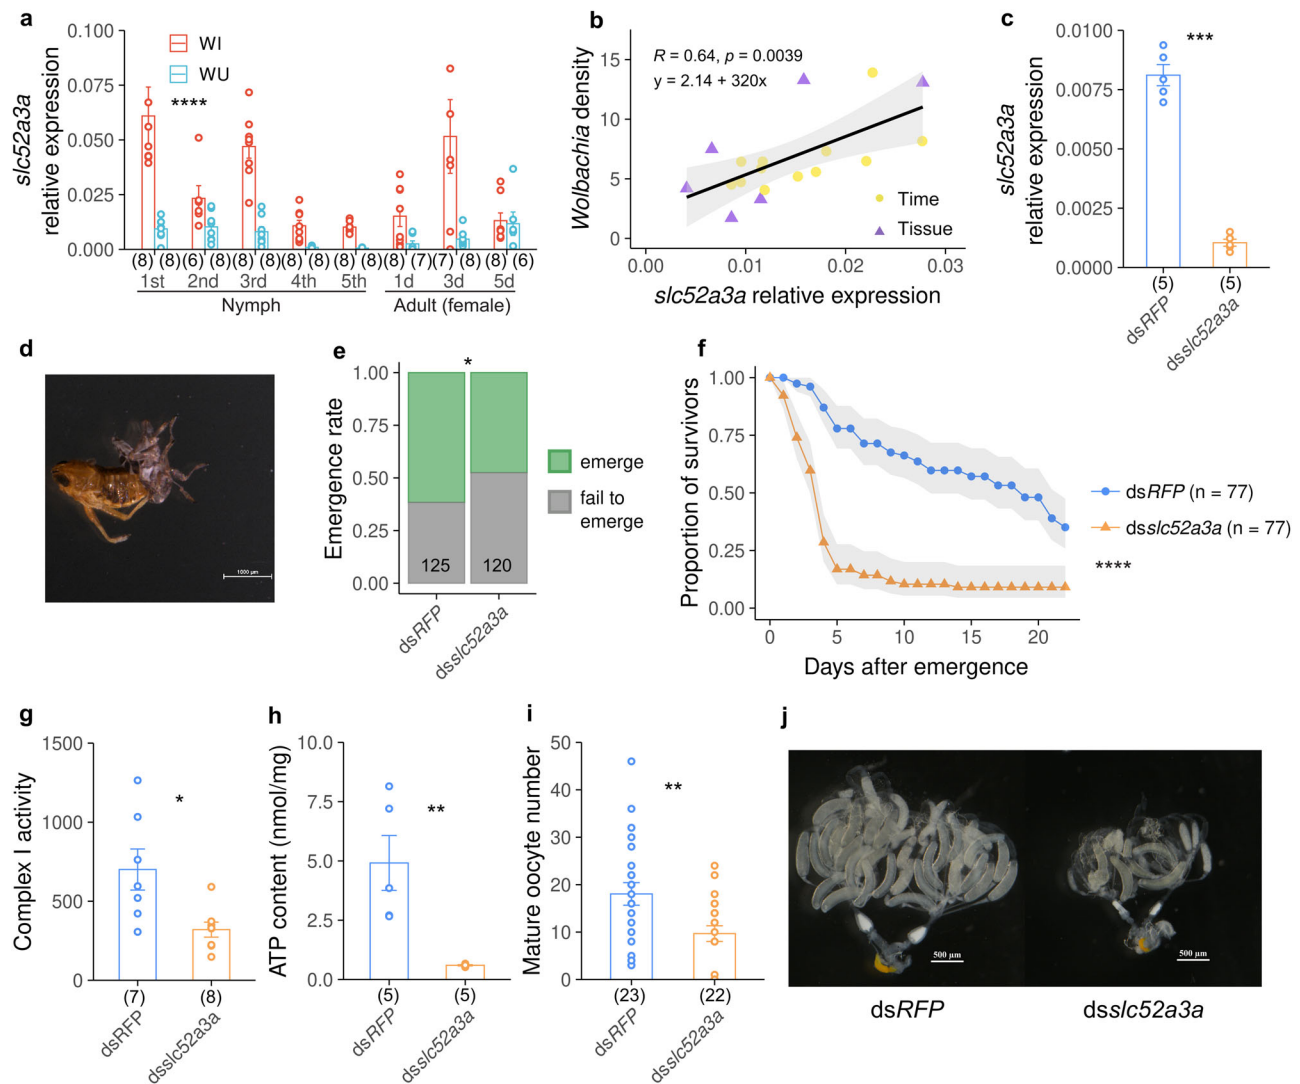 a
slc52a3a
relative expression
0.100
0.075
0.050
0.025
0.000
WI
WU
****
(8) (8) (6) (8) (8) (8) (8) (8) (8) (8) (8) (7) (7) (8) (8) (6)
1st 2nd 3rd 4th 5th 1d 3d 5d
Nymph Adult (female)
b
Wolbachia density
15
10
5
0
R = 0.64, p = 0.0039
y = 2.14 + 320x
Time
Tissue
0.00 0.01 0.02 0.03
slc52a3a relative expression
c
slc52a3a
relative expression
0.0100
0.0075
0.0050
0.0025
0.0000
***
(5) (5)
dsRFP dsslc52a3a
d
1000 µm
e
Emergence rate
1.00
0.75
0.50
0.25
0.00
*
125 120
dsRFP dsslc52a3a
emerge
fail to
emerge
f
Proportion of survivors
1.00
0.75
0.50
0.25
0.00
0 5 10 15 20
Days after emergence
dsRFP (n = 77)
dsslc52a3a (n = 77)
****
g
Complex I activity
1500
1000
500
0
*
(7) (8)
dsRFP dsslc52a3a
h
ATP content (nmol/mg)
10.0
7.5
5.0
2.5
0.0
**
(5) (5)
dsRFP dsslc52a3a
i
Mature oocyte number
50
40
30
20
10
0
**
(23) (22)
dsRFP dsslc52a3a
j
500 µm
500 µm
dsRFP dsslc52a3a